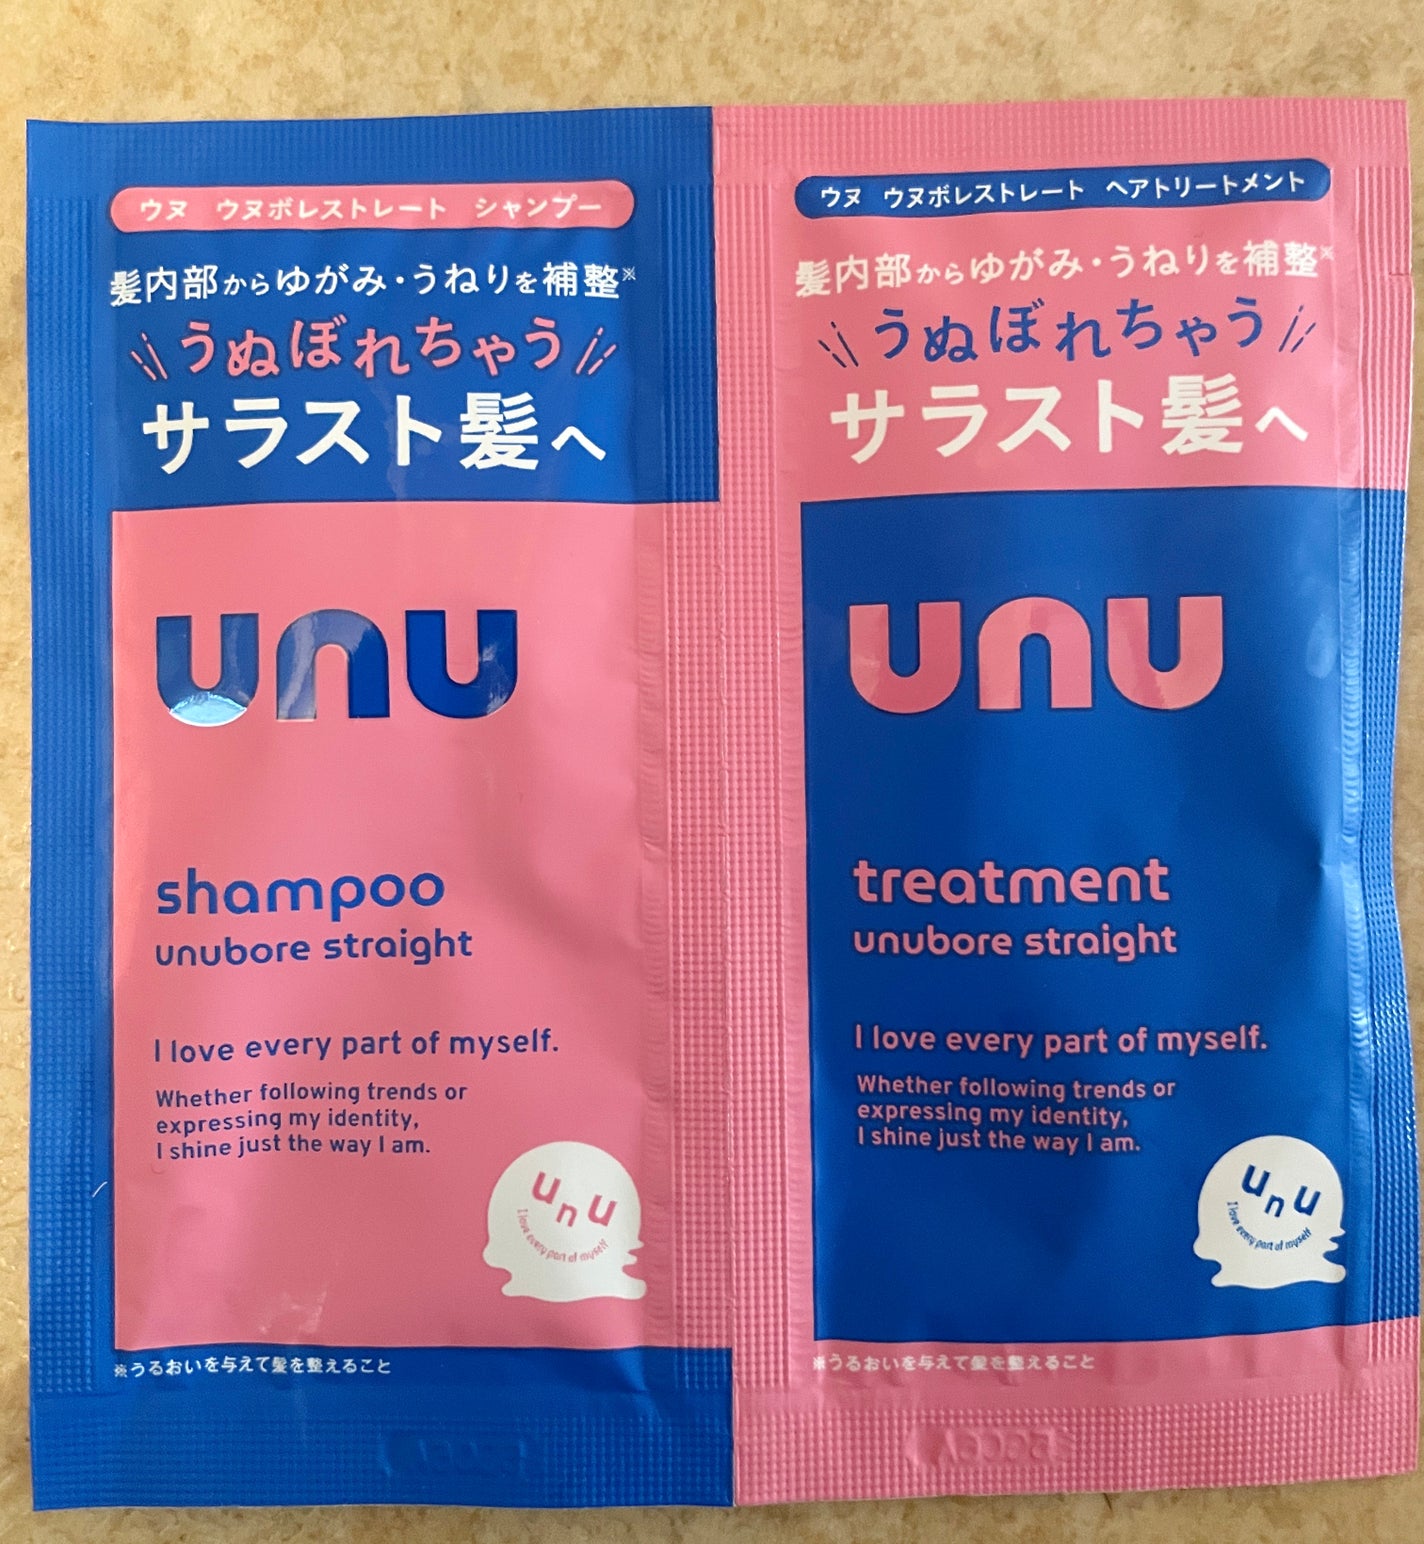 ウヌ ウヌボレストレート シャンプー
髪内部からゆがみ・うねりを補整※
うぬぼれちゃう
サラスト髪へ
unu
shampoo
unubore straight
I love every part of myself.
Whether following trends or
expressing my identity,
I shine just the way I am.
unu
I love every part of myself
※うるおいを与えて髪を整えること
ウヌ ウヌボレストレート ヘアトリートメント
髪内部からゆがみ・うねりを補整※
うぬぼれちゃう
サラスト髪へ
unu
treatment
unubore straight
I love every part of myself.
Whether following trends or
expressing my identity,
I shine just the way I am.
unu
I love every part of myself
※うるおいを与えて髪を整えること